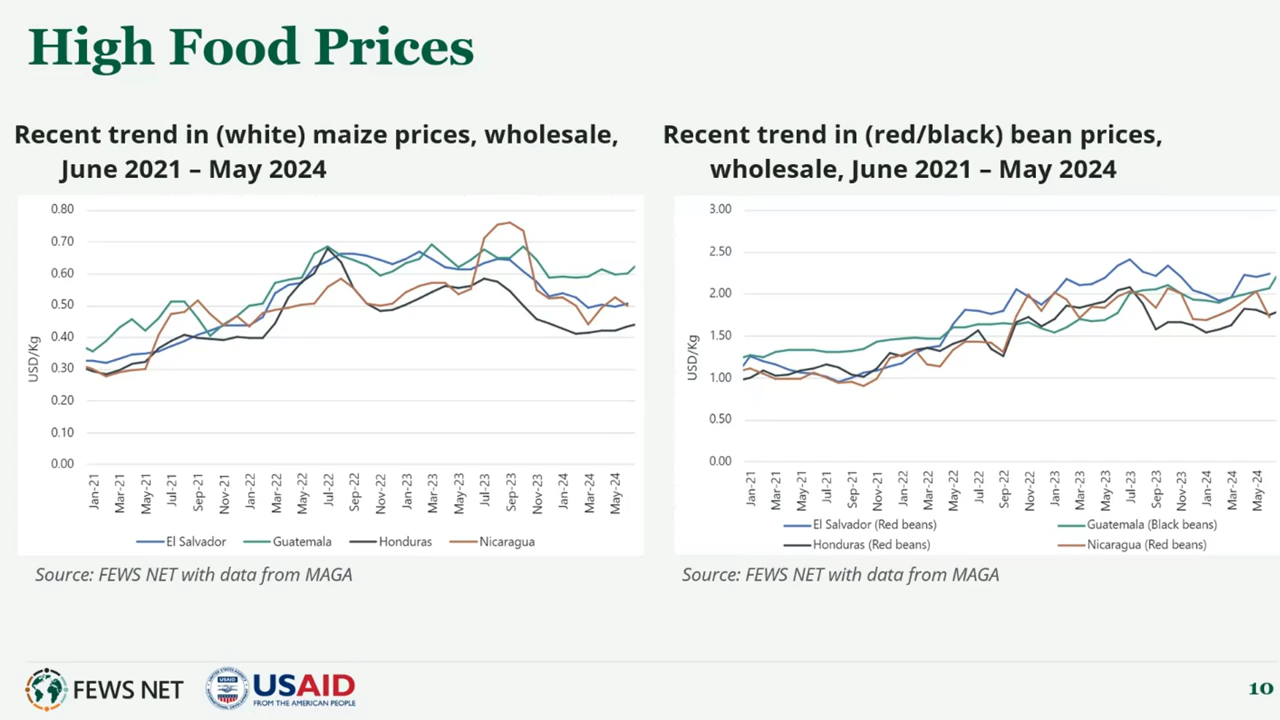 High Food Prices
Recent trend in (white) maize prices, wholesale,
June 2021 – May 2024
0.80
0.70
0.60
0.50
0.40
0.30
0.20
0.10
0.00
USD/Kg
Jan-21
Mar-21
May-21
Jul-21
Sep-21
Nov-21
Jan-22
Mar-22
May-22
Jul-22
Sep-22
Nov-22
Jan-23
Mar-23
May-23
Jul-23
Sep-23
Nov-23
Jan-24
Mar-24
May-24
El Salvador Guatemala Honduras Nicaragua
Source: FEWS NET with data from MAGA
Recent trend in (red/black) bean prices,
wholesale, June 2021 – May 2024
3.00
2.50
2.00
1.50
1.00
0.50
0.00
USD/Kg
Jan-21
Mar-21
May-21
Jul-21
Sep-21
Nov-21
Jan-22
Mar-22
May-22
Jul-22
Sep-22
Nov-22
Jan-23
Mar-23
May-23
Jul-23
Sep-23
Nov-23
Jan-24
Mar-24
May-24
El Salvador (Red beans) Guatemala (Black beans)
Honduras (Red beans) Nicaragua (Red beans)
Source: FEWS NET with data from MAGA
FEWS NET
USAID
USAID
FROM THE AMERICAN PEOPLE
10